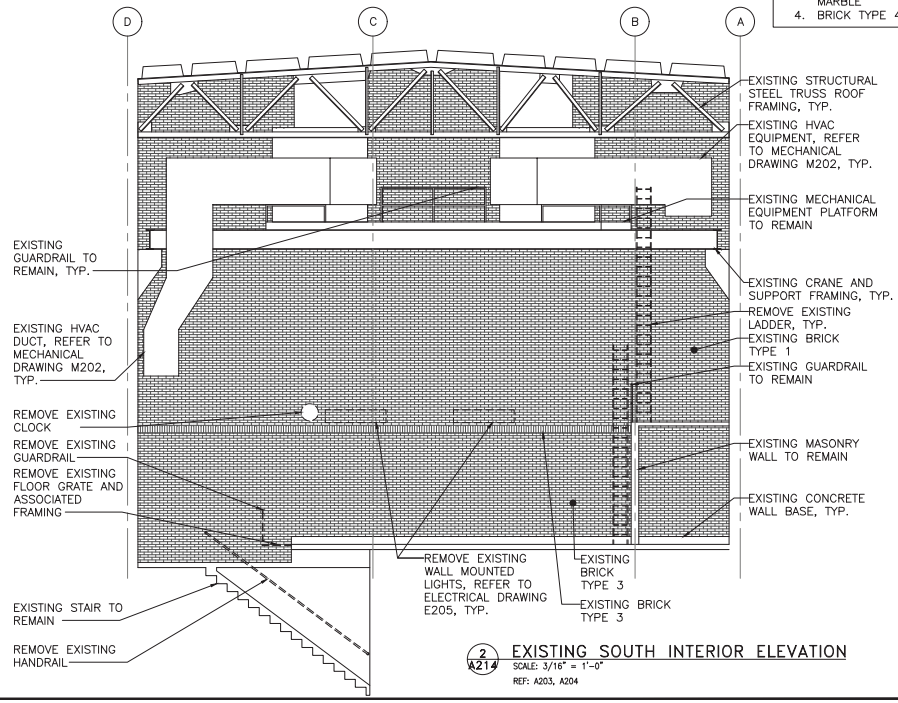 D
C
B
A
MARBLE
4. BRICK TYPE 4
EXISTING STRUCTURAL
STEEL TRUSS ROOF
FRAMING, TYP.
EXISTING HVAC
EQUIPMENT, REFER
TO MECHANICAL
DRAWING M202, TYP.
EXISTING MECHANICAL
EQUIPMENT PLATFORM
TO REMAIN
EXISTING CRANE AND
SUPPORT FRAMING, TYP.
REMOVE EXISTING
LADDER, TYP.
EXISTING BRICK
TYPE 1
EXISTING GUARDRAIL
TO REMAIN
EXISTING MASONRY
WALL TO REMAIN
EXISTING CONCRETE
WALL BASE, TYP.
EXISTING
GUARDRAIL TO
REMAIN, TYP.
EXISTING HVAC
DUCT, REFER TO
MECHANICAL
DRAWING M202,
TYP.
REMOVE EXISTING
CLOCK
REMOVE EXISTING
GUARDRAIL
REMOVE EXISTING
FLOOR GRATE AND
ASSOCIATED
FRAMING
EXISTING STAIR TO
REMAIN
REMOVE EXISTING
HANDRAIL
REMOVE EXISTING
WALL MOUNTED
LIGHTS, REFER TO
ELECTRICAL DRAWING
E205, TYP.
EXISTING
BRICK
TYPE 3
EXISTING BRICK
TYPE 3
2
A214
EXISTING SOUTH INTERIOR ELEVATION
SCALE: 3/16" = 1'-0"
REF: A203, A204